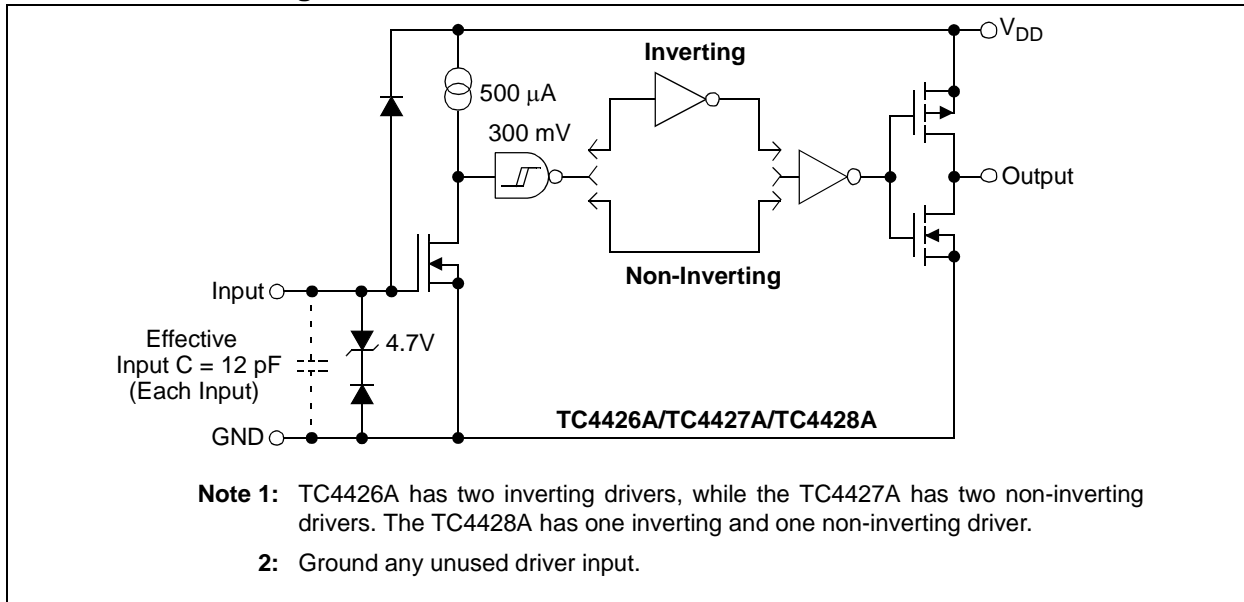 V_DD
Inverting
500 μA
300 mV
Output
Non-Inverting
Input
Effective
Input C = 12 pF
(Each Input)
4.7V
TC4426A/TC4427A/TC4428A
GND
Note 1: TC4426A has two inverting drivers, while the TC4427A has two non-inverting
drivers. The TC4428A has one inverting and one non-inverting driver.
2: Ground any unused driver input.